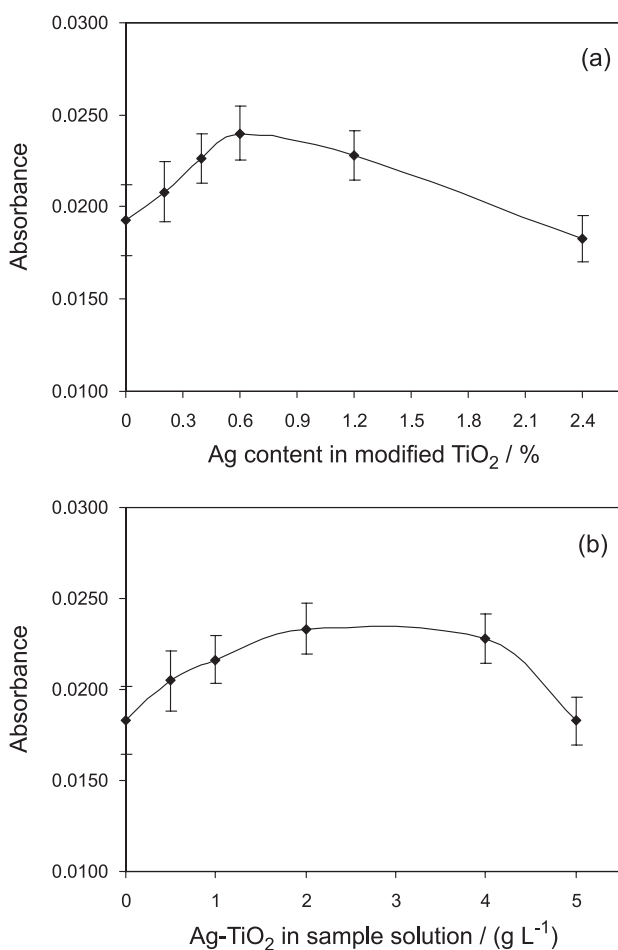 0.0300
(a)
0.0250
0.0200
0.0150
0.0100
Absorbance
0 0.3 0.6 0.9 1.2 1.5 1.8 2.1 2.4
Ag content in modified TiO₂ / %
0.0300
(b)
0.0250
0.0200
0.0150
0.0100
Absorbance
0 1 2 3 4 5
Ag-TiO₂ in sample solution / (g L⁻¹)